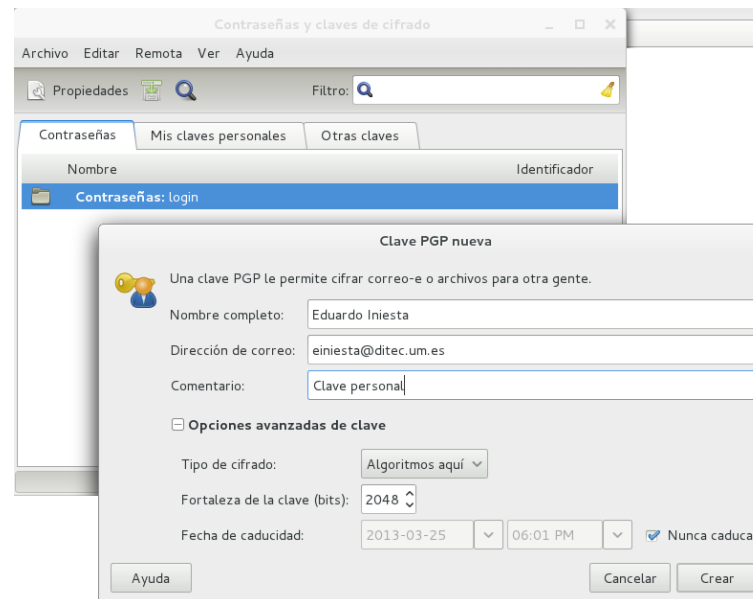 Contraseñas y claves de cifrado
Archivo Editar Remota Ver Ayuda
Propiedades Filtro:
Contraseñas Mis claves personales Otras claves
Nombre Identificador
Contraseñas: login
Clave PGP nueva
Una clave PGP le permite cifrar correo-e o archivos para otra gente.
Nombre completo: Eduardo Iniesta
Dirección de correo: einiesta@ditec.um.es
Comentario: Clave personal
Opciones avanzadas de clave
Tipo de cifrado: Algoritmos aquí
Fortaleza de la clave (bits): 2048
Fecha de caducidad: 2013-03-25 06:01 PM Nunca caduca
Ayuda Cancelar Crear